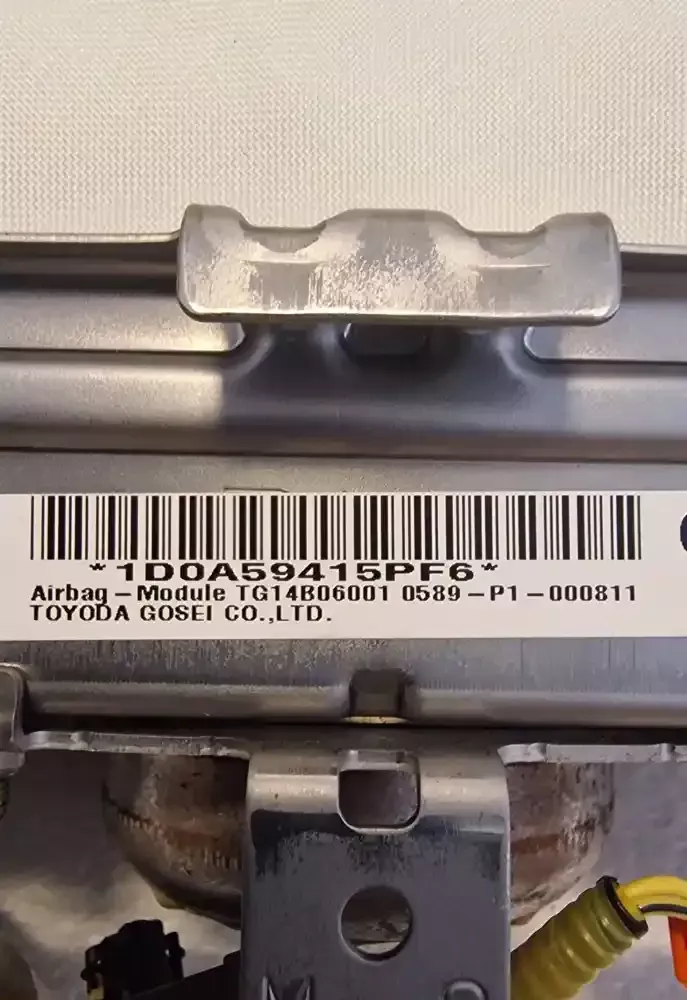 *1D0A59415PF6*
Airbag-Module TG14B06001 0589-P1-000811
TOYODA GOSEI CO.,LTD.